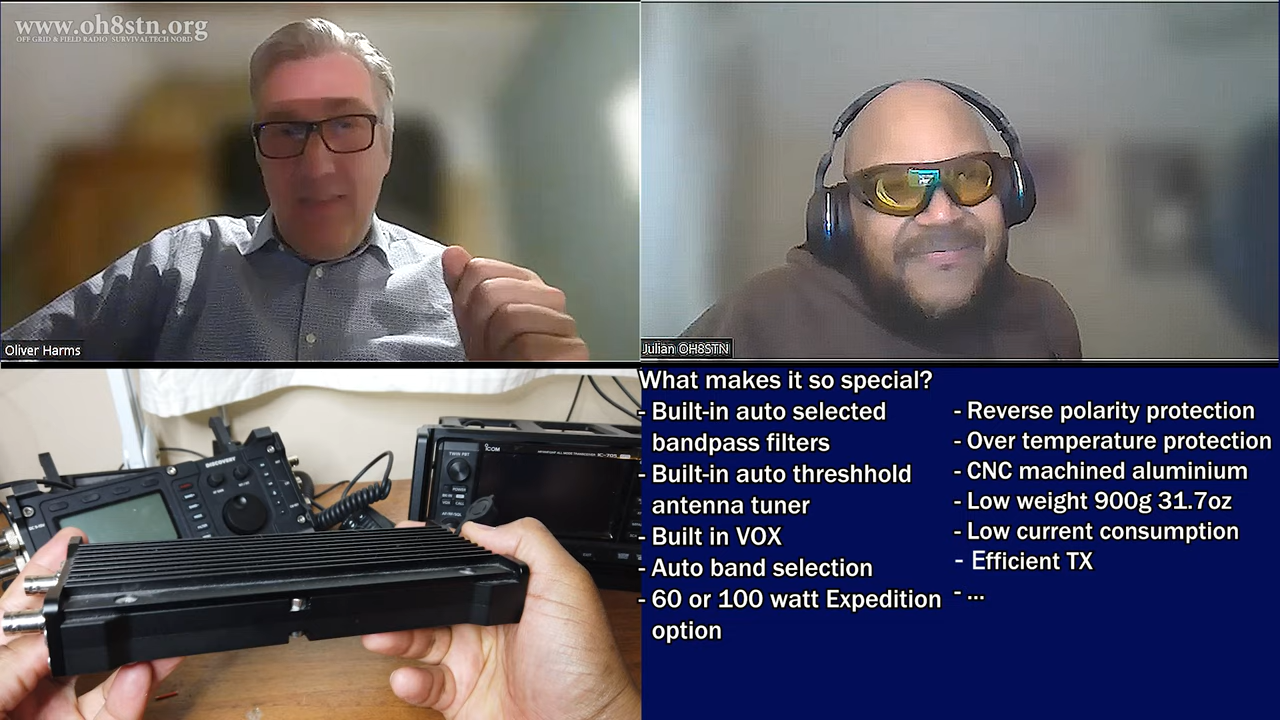 www.oh8stn.org
OFF GRID & FIELD RADIO SURVIVALTECH NORD
Oliver Harms
Julian OH8STN
DISCOVERY
ICOM
TWIN PBT
IC-705
What makes it so special?
- Built-in auto selected
bandpass filters
- Built-in auto threshhold
antenna tuner
- Built in VOX
- Auto band selection
- 60 or 100 watt Expedition
option
- Reverse polarity protection
- Over temperature protection
- CNC machined aluminium
- Low weight 900g 31.7oz
- Low current consumption
- Efficient TX
- ...